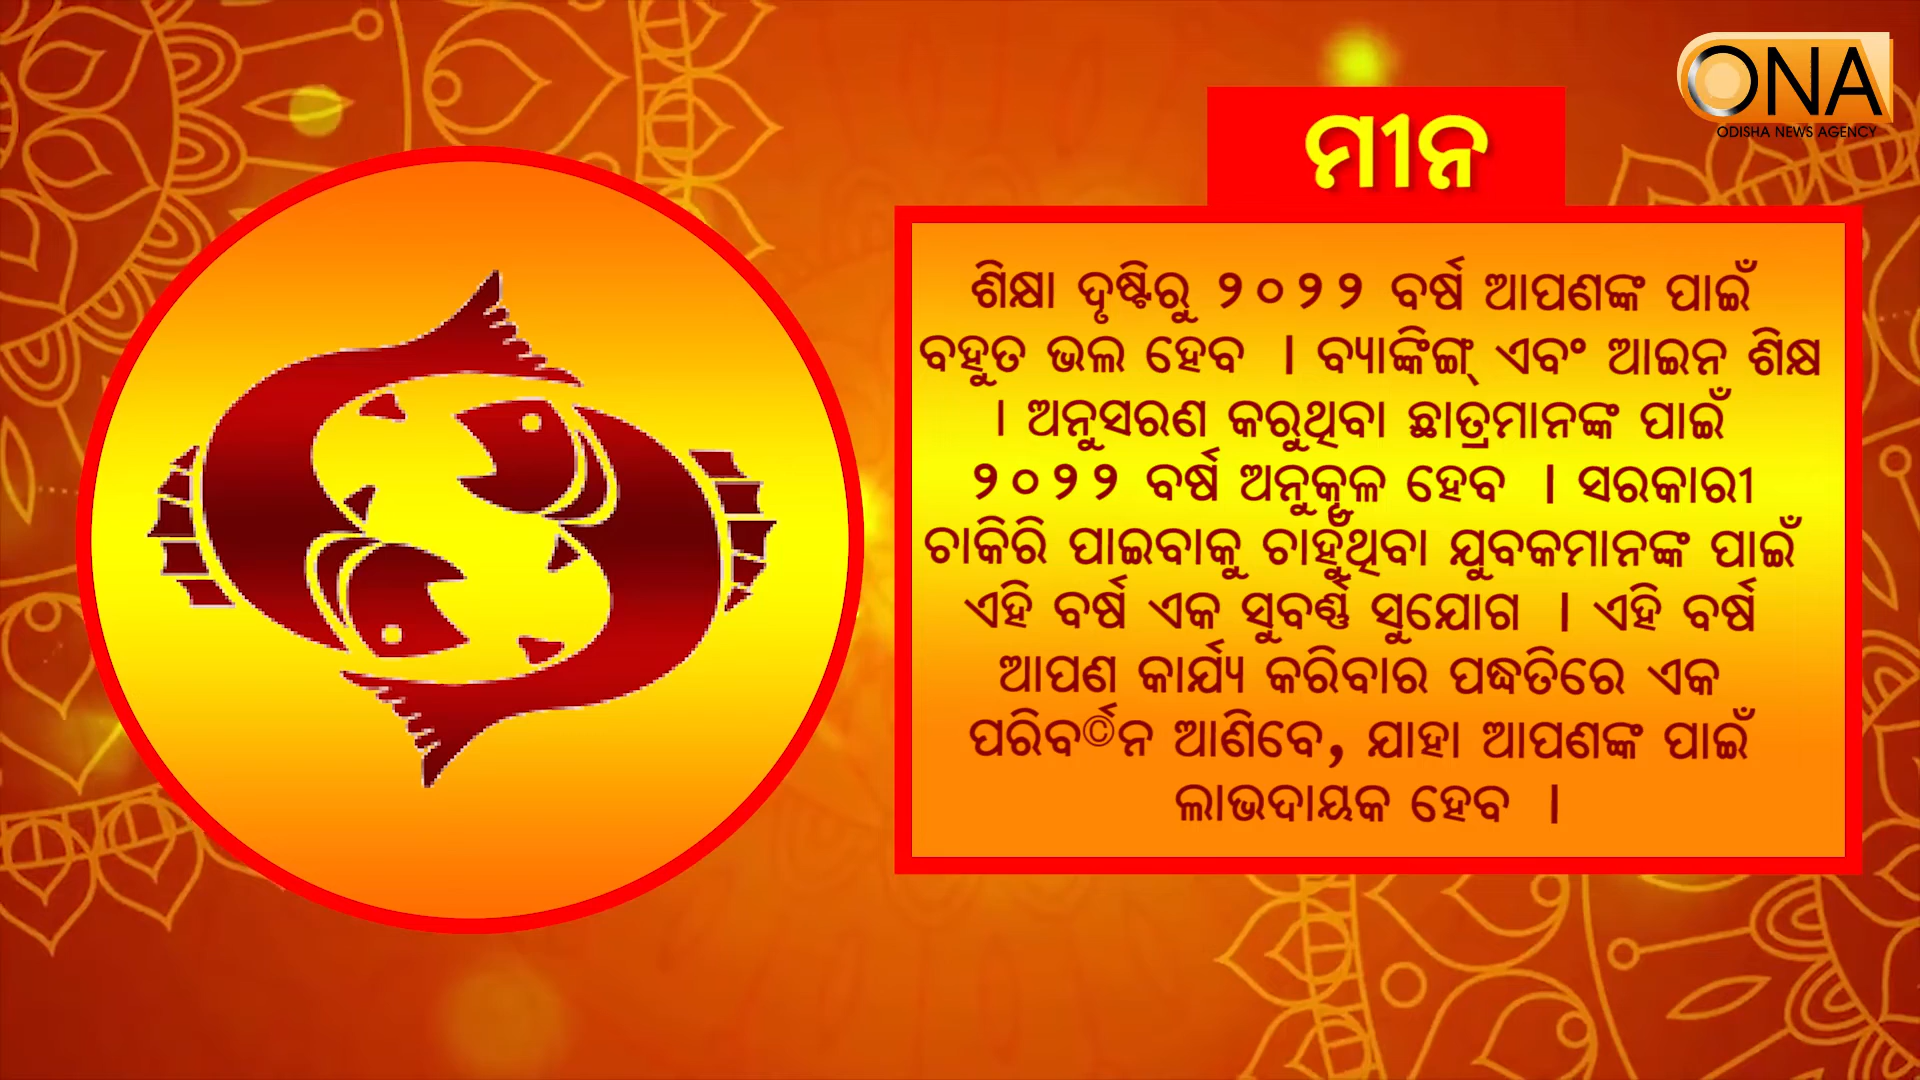 ONA
ODISHA NEWS AGENCY
ମୀନ
ଶିକ୍ଷା ଦୃଷ୍ଟିରୁ ୨୦୨୨ ବର୍ଷ ଆପଣଙ୍କ ପାଇଁ
ବହୁତ ଭଲ ହେବ । ବ୍ୟାଙ୍କିଙ୍ଗ୍ ଏବଂ ଆଇନ ଶିକ୍ଷ
। ଅନୁସରଣ କରୁଥିବା ଛାତ୍ରମାନଙ୍କ ପାଇଁ
୨୦୨୨ ବର୍ଷ ଅନୁକୂଳ ହେବ । ସରକାରୀ
ଚାକିରି ପାଇବାକୁ ଚାହୁଁଥିବା ଯୁବକମାନଙ୍କ ପାଇଁ
ଏହି ବର୍ଷ ଏକ ସୁବର୍ଣ୍ଣ ସୁଯୋଗ । ଏହି ବର୍ଷ
ଆପଣ କାର୍ଯ୍ୟ କରିବାର ପଦ୍ଧତିରେ ଏକ
ପରିବ©ର୍ନ ଆଣିବେ, ଯାହା ଆପଣଙ୍କ ପାଇଁ
ଲାଭଦାୟକ ହେବ ।